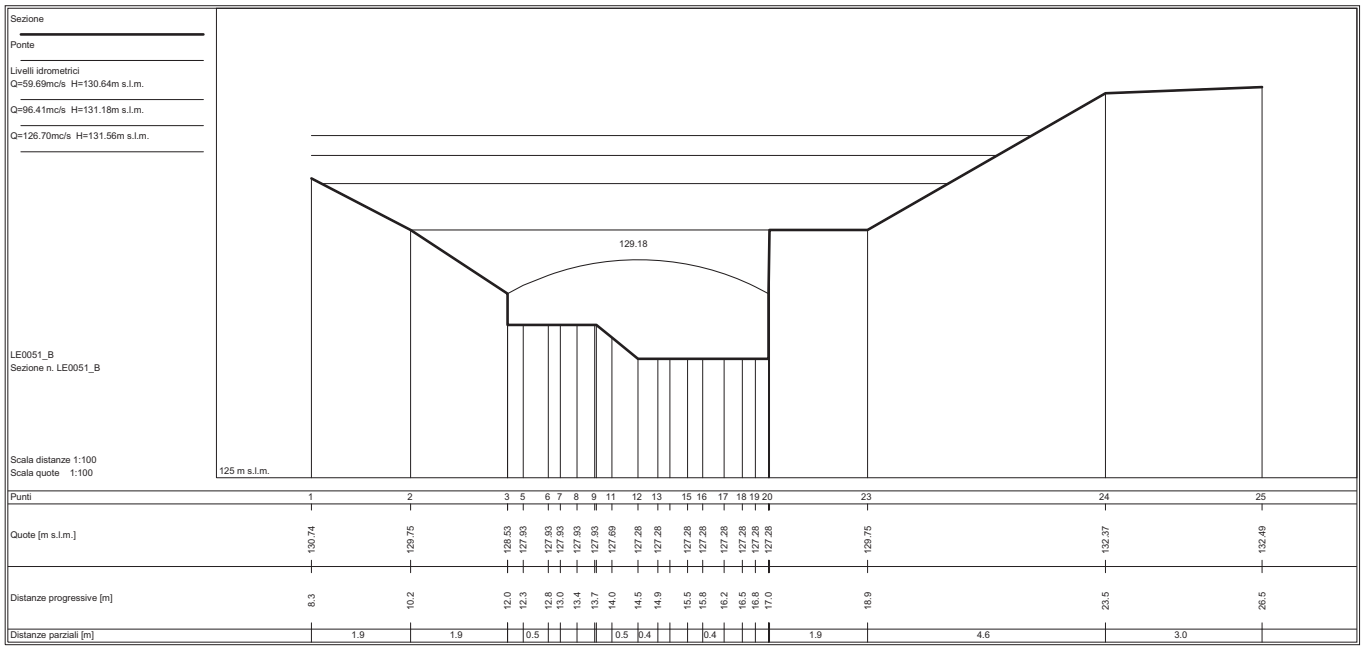 Sezione
Ponte
Livelli idrometrici
Q=59.69mc/s H=130.64m s.l.m.
Q=96.41mc/s H=131.18m s.l.m.
Q=126.70mc/s H=131.56m s.l.m.
129.18
LE0051_B
Sezione n. LE0051_B
Scala distanze 1:100
Scala quote 1:100
125 m s.l.m.
Punti 1 2 3 5 6 7 8 9 11 12 13 15 16 17 18 19 20 23 24 25
Quote [m s.l.m.] 130.74 129.75 128.53 127.93 127.93 127.93 127.93 127.93 127.69 127.28 127.28 127.28 127.28 127.28 127.28 127.28 127.28 129.75 132.37 132.49
Distanze progressive [m] 8.3 10.2 12.0 12.3 12.8 13.0 13.4 13.7 14.0 14.5 14.9 15.5 15.8 16.2 16.5 16.8 17.0 18.9 23.5 26.5
Distanze parziali [m] 1.9 1.9 0.5 0.5 0.4 0.4 1.9 4.6 3.0